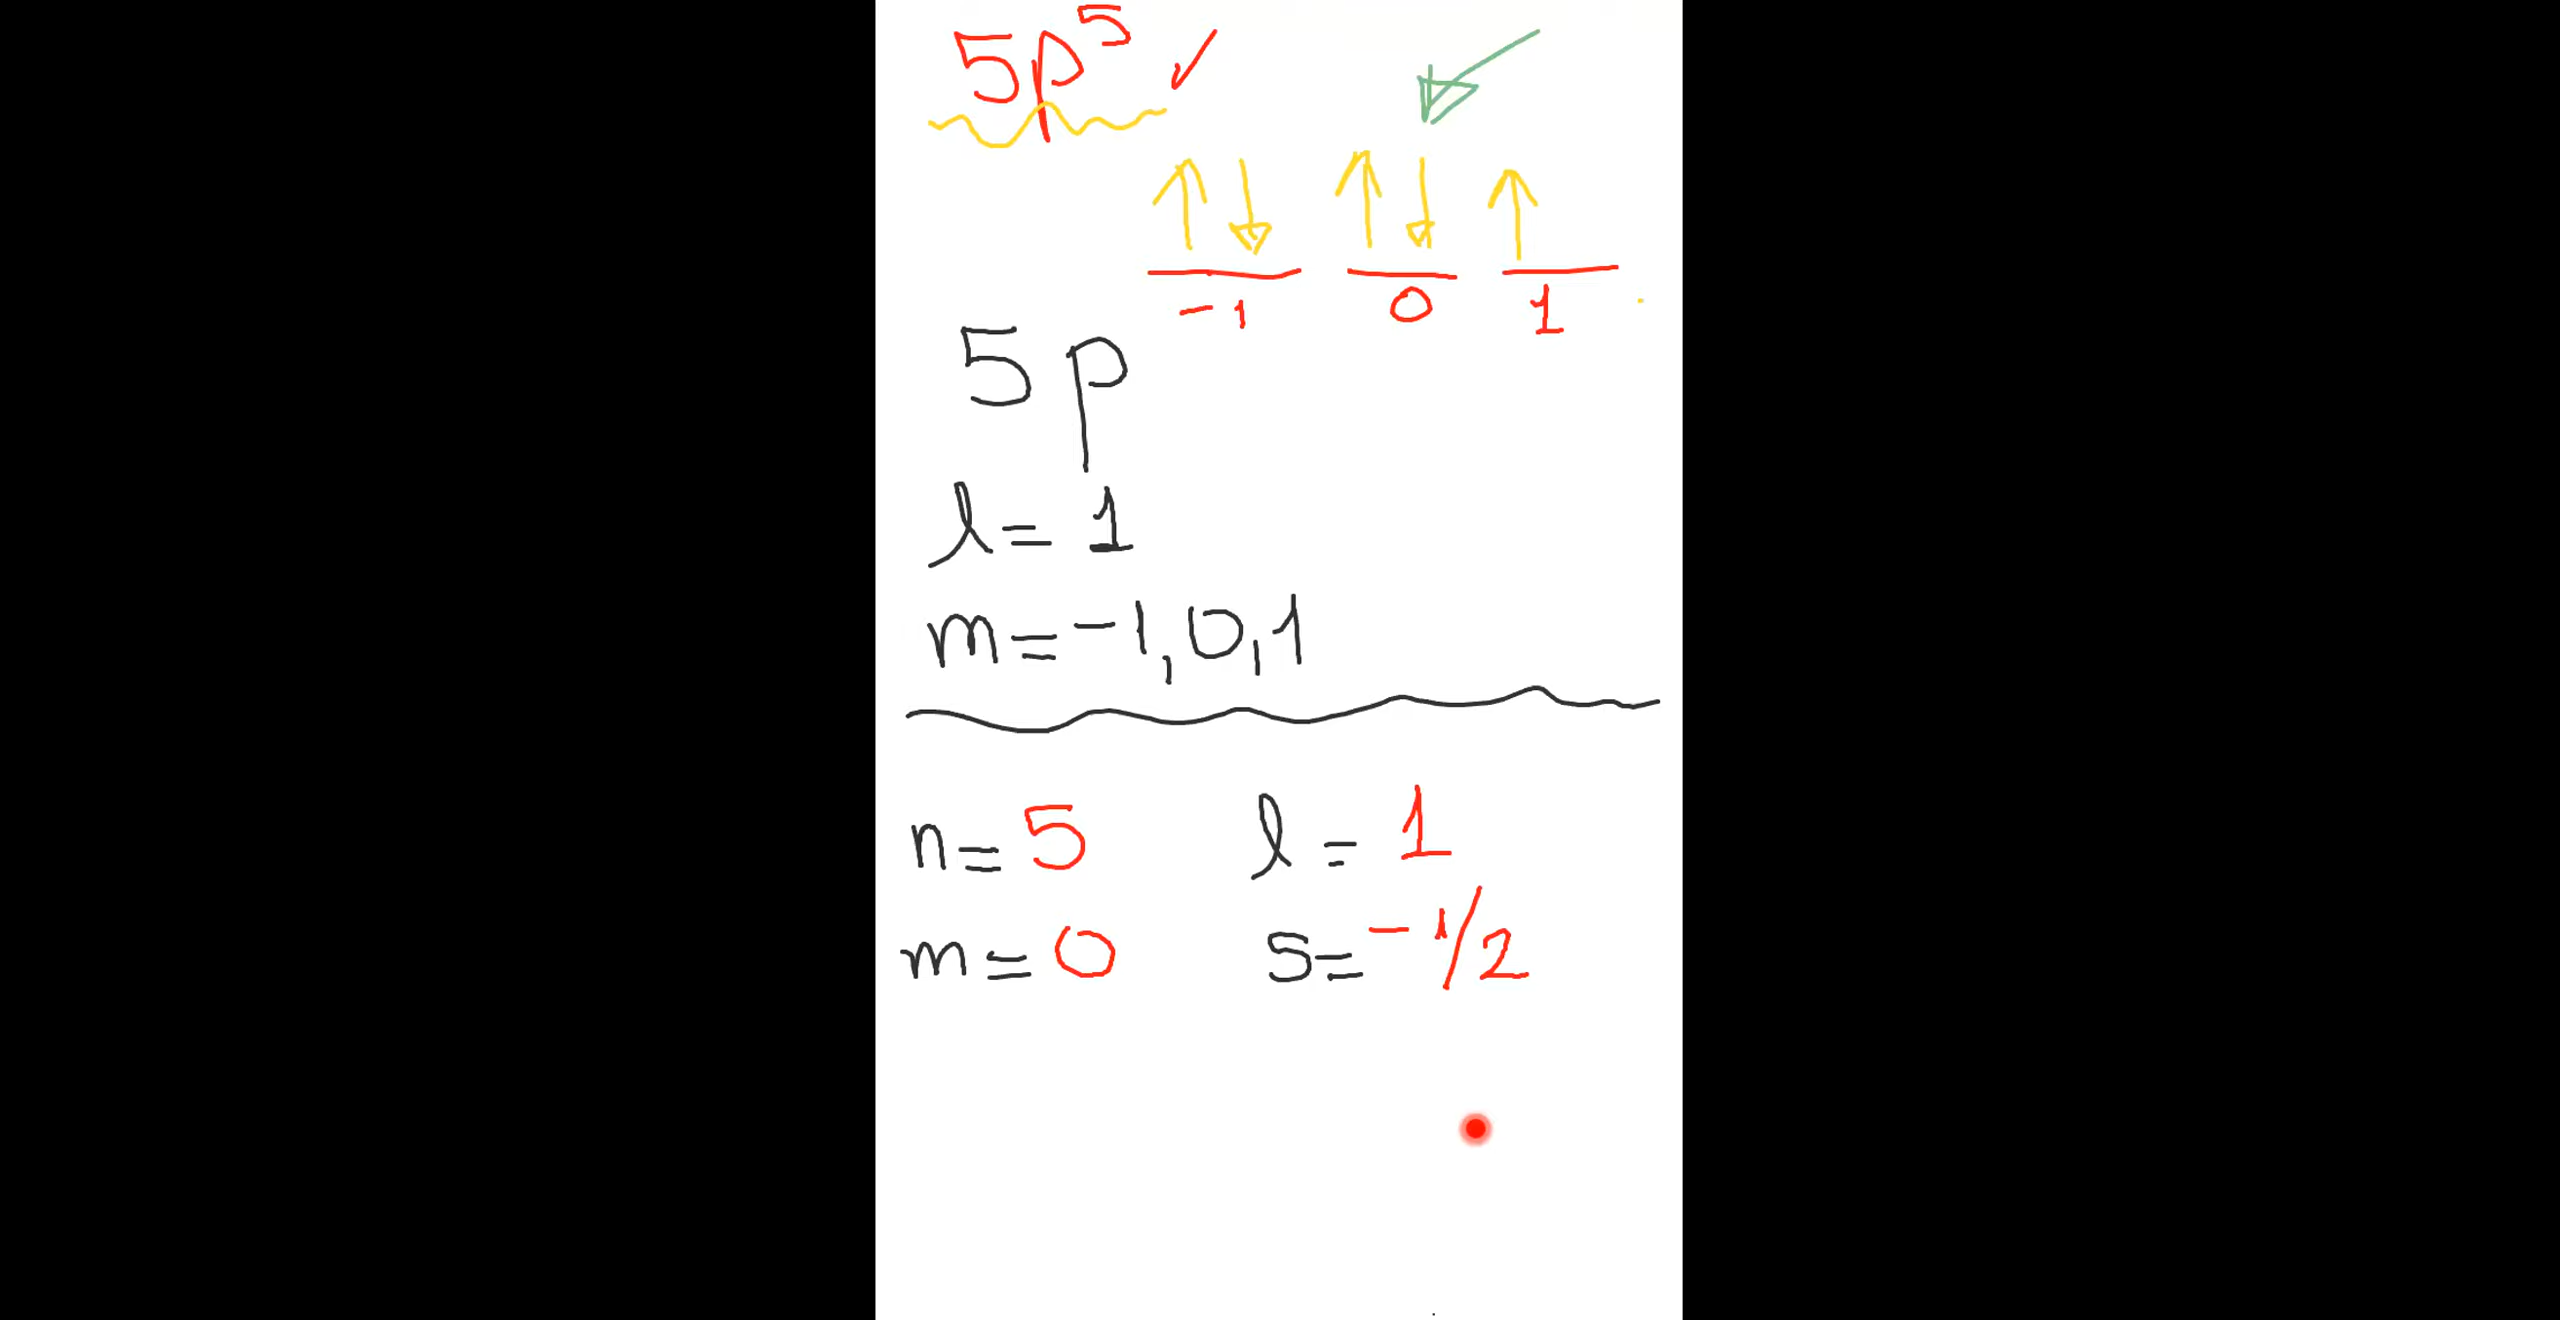 5p⁵
↑↓ ↑↓ ↑
-1 0 1
5p
l = 1
m = -1, 0, 1
n = 5 l = 1
m = 0 s = -1/2